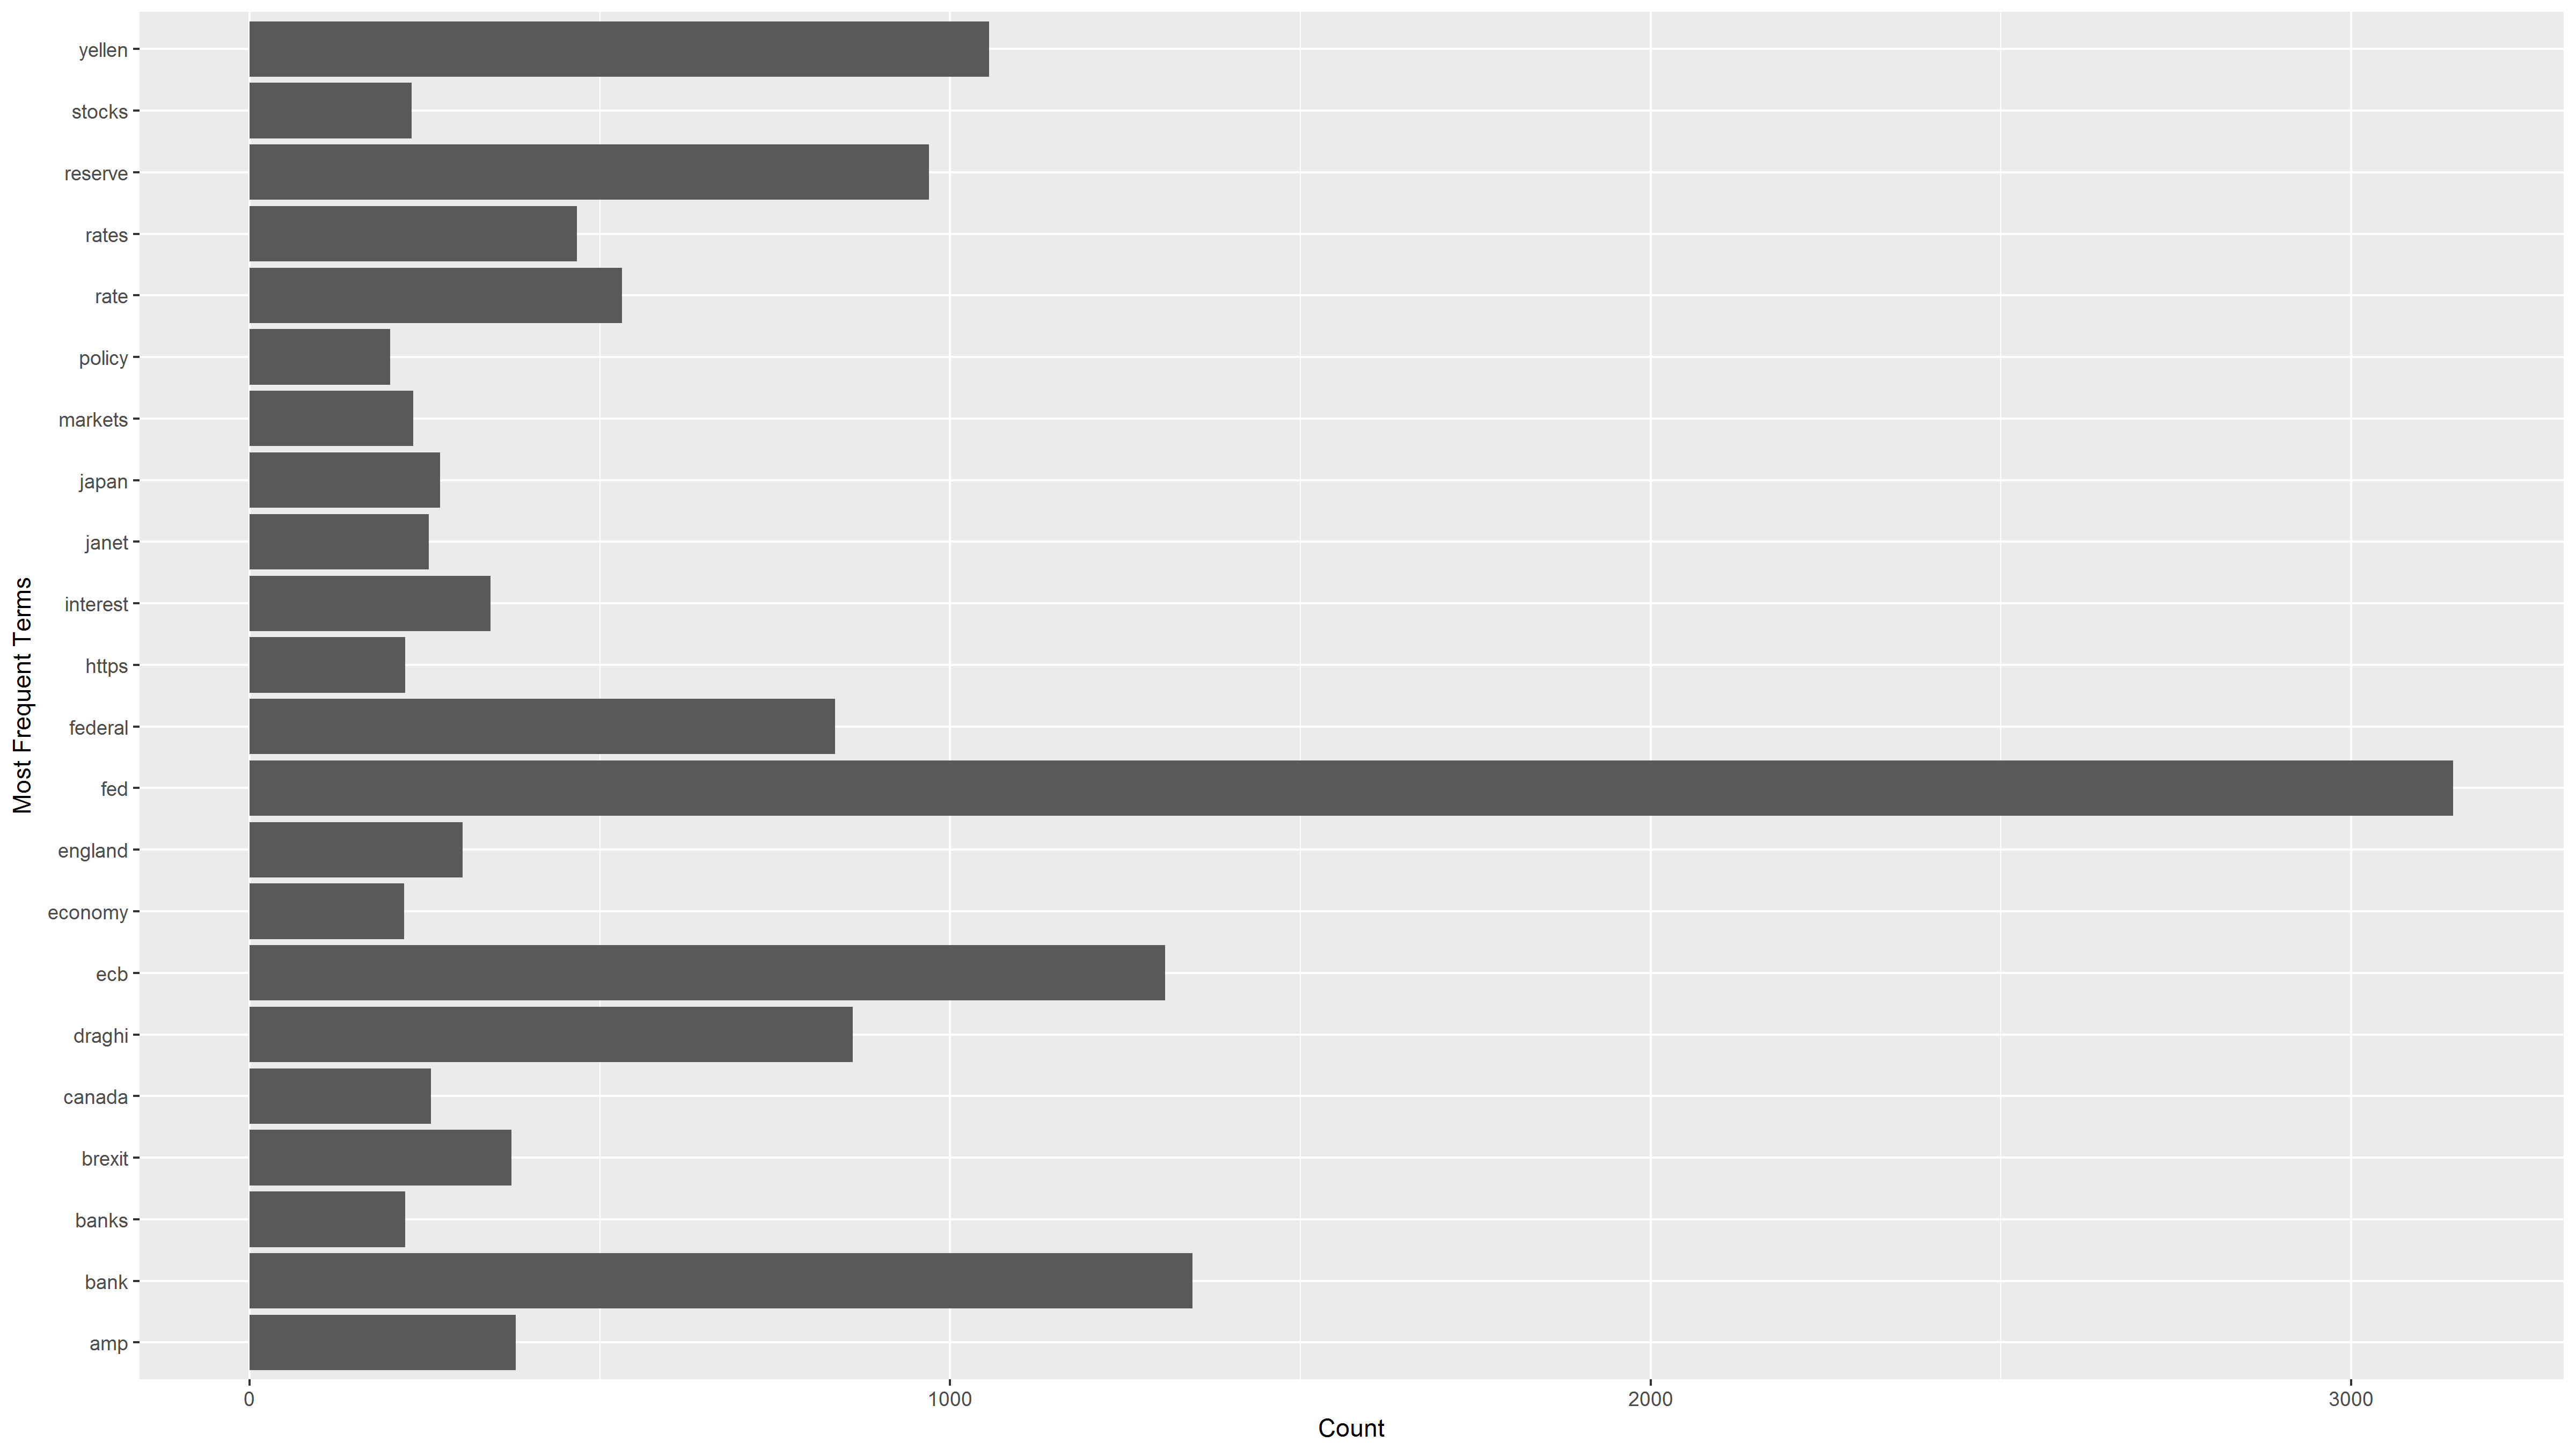 Most Frequent Terms
yellen
stocks
reserve
rates
rate
policy
markets
japan
janet
interest
https
federal
fed
england
economy
ecb
draghi
canada
brexit
banks
bank
amp
0 1000 2000 3000
Count